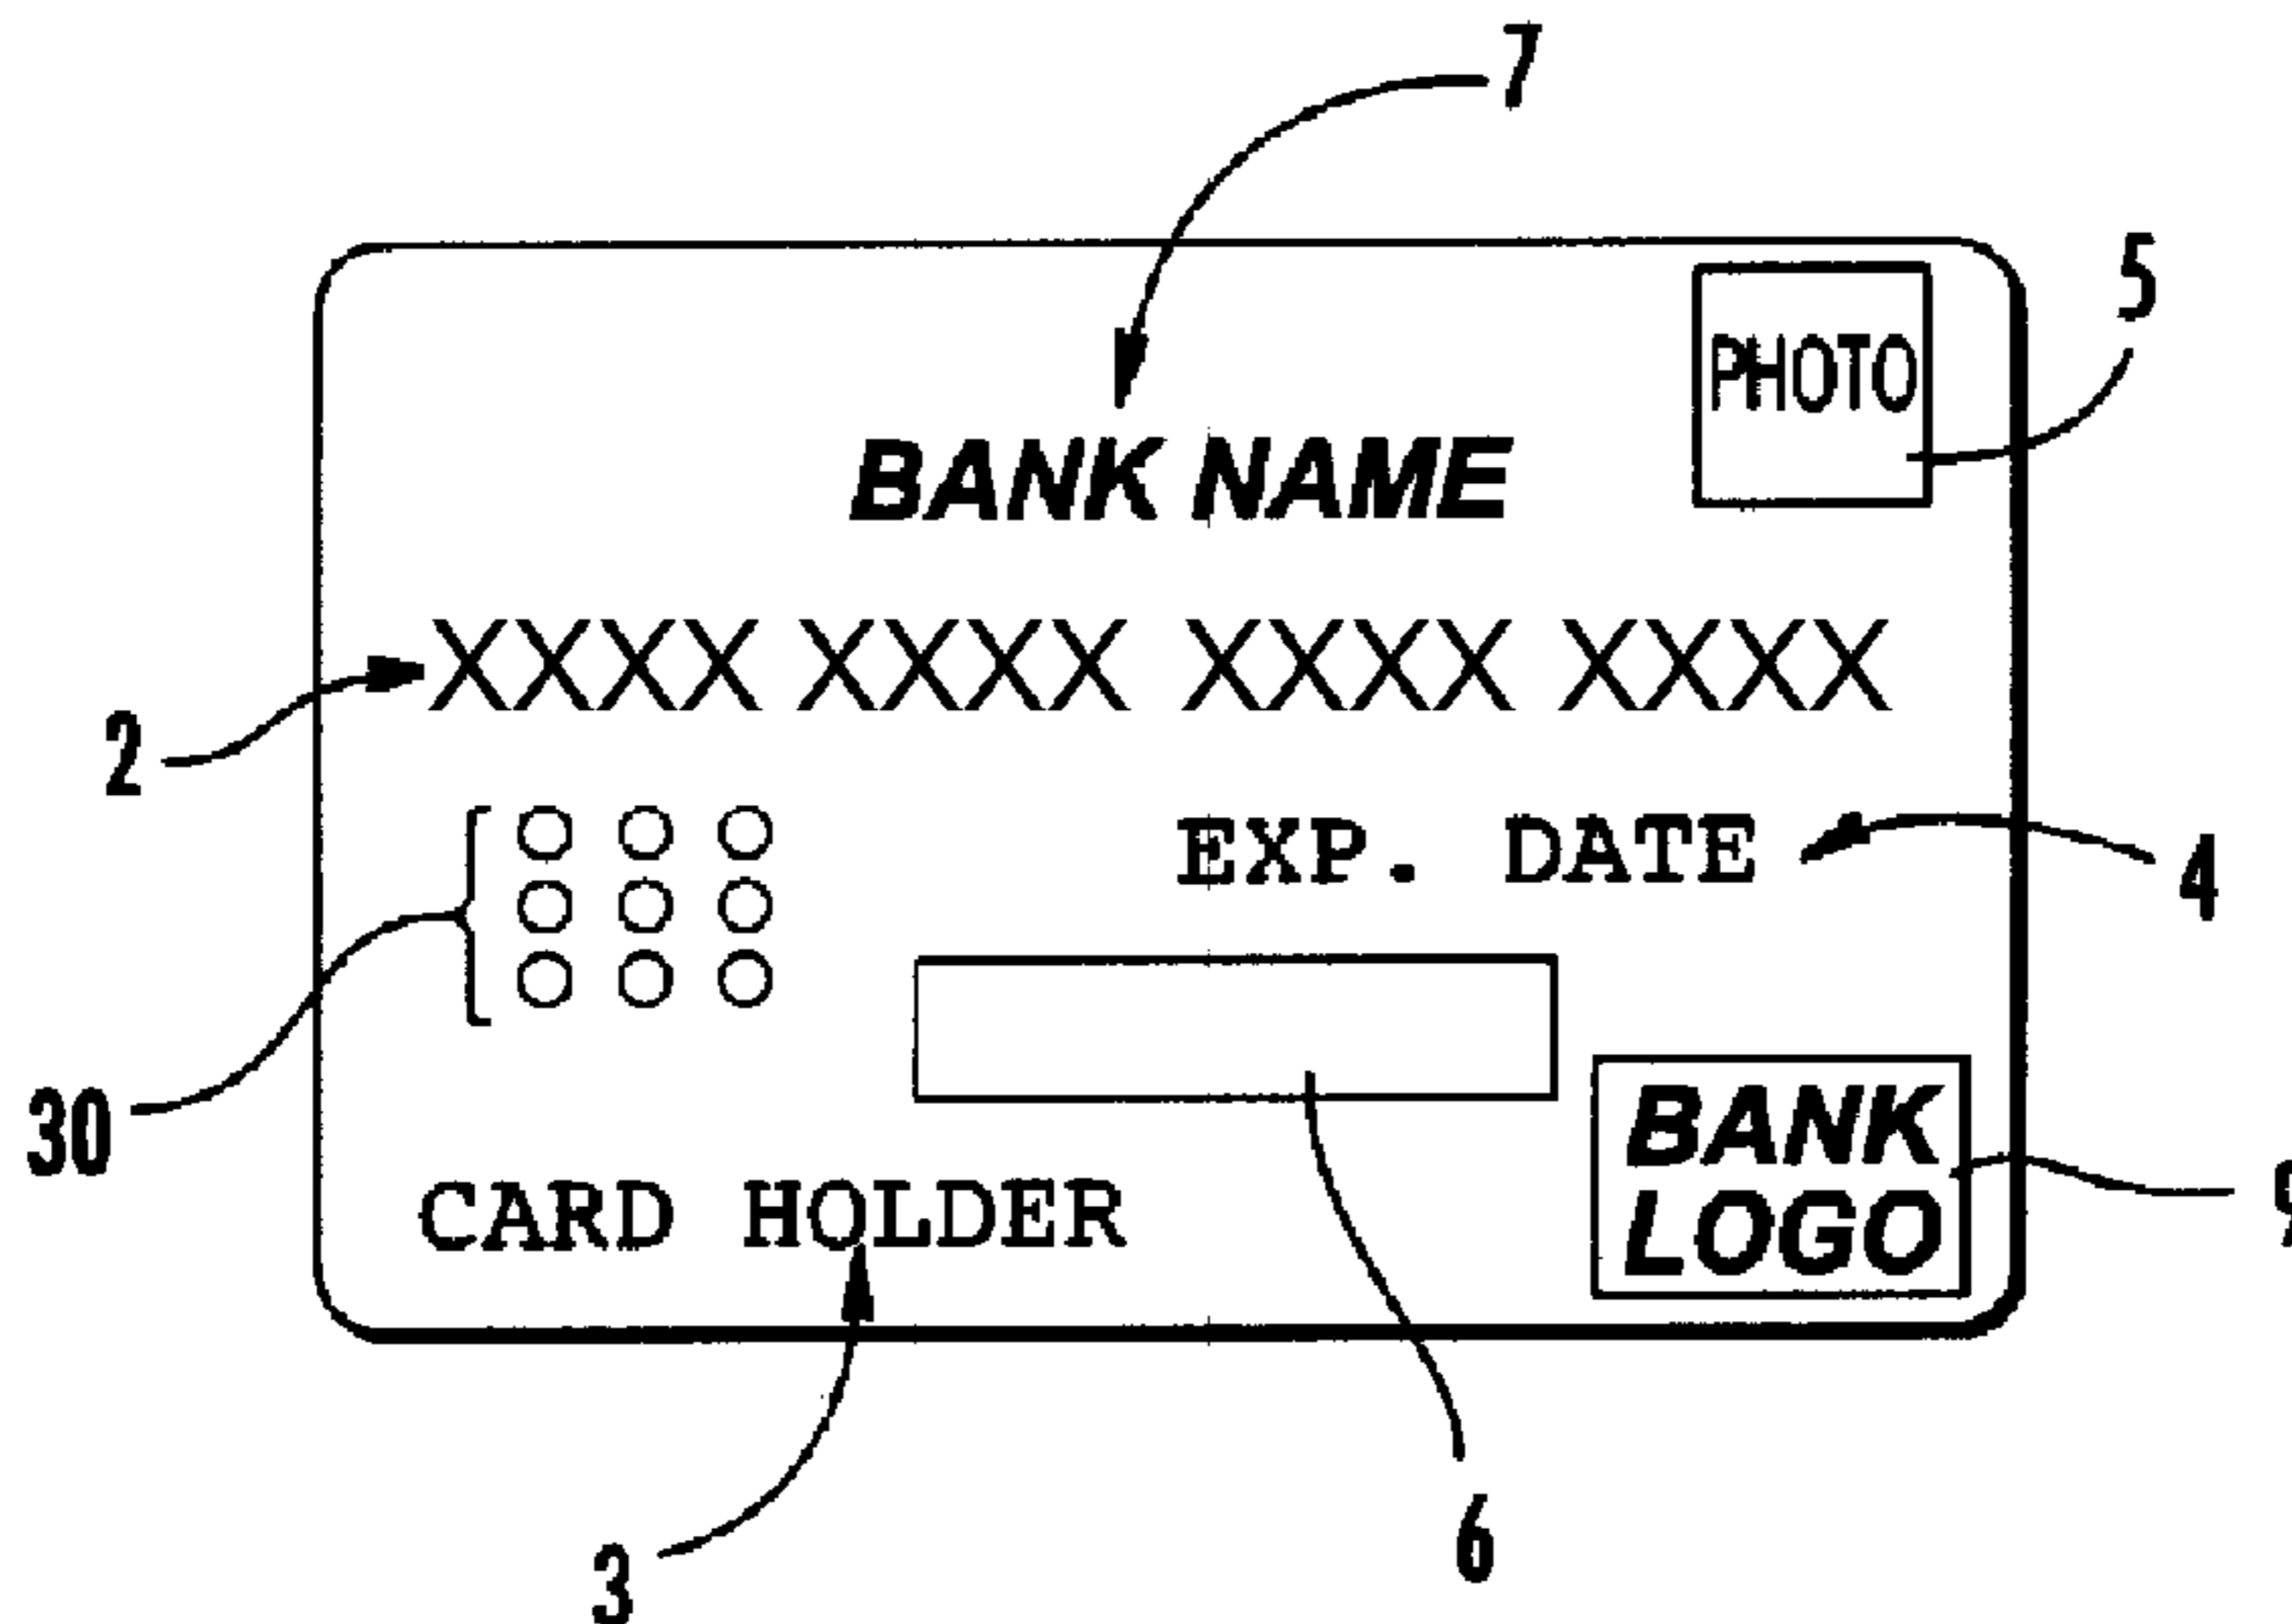 7
5
PHOTO
BANK NAME
XXXX XXXX XXXX XXXX
2
EXP. DATE
4
30
BANK
LOGO
9
CARD HOLDER
6
3